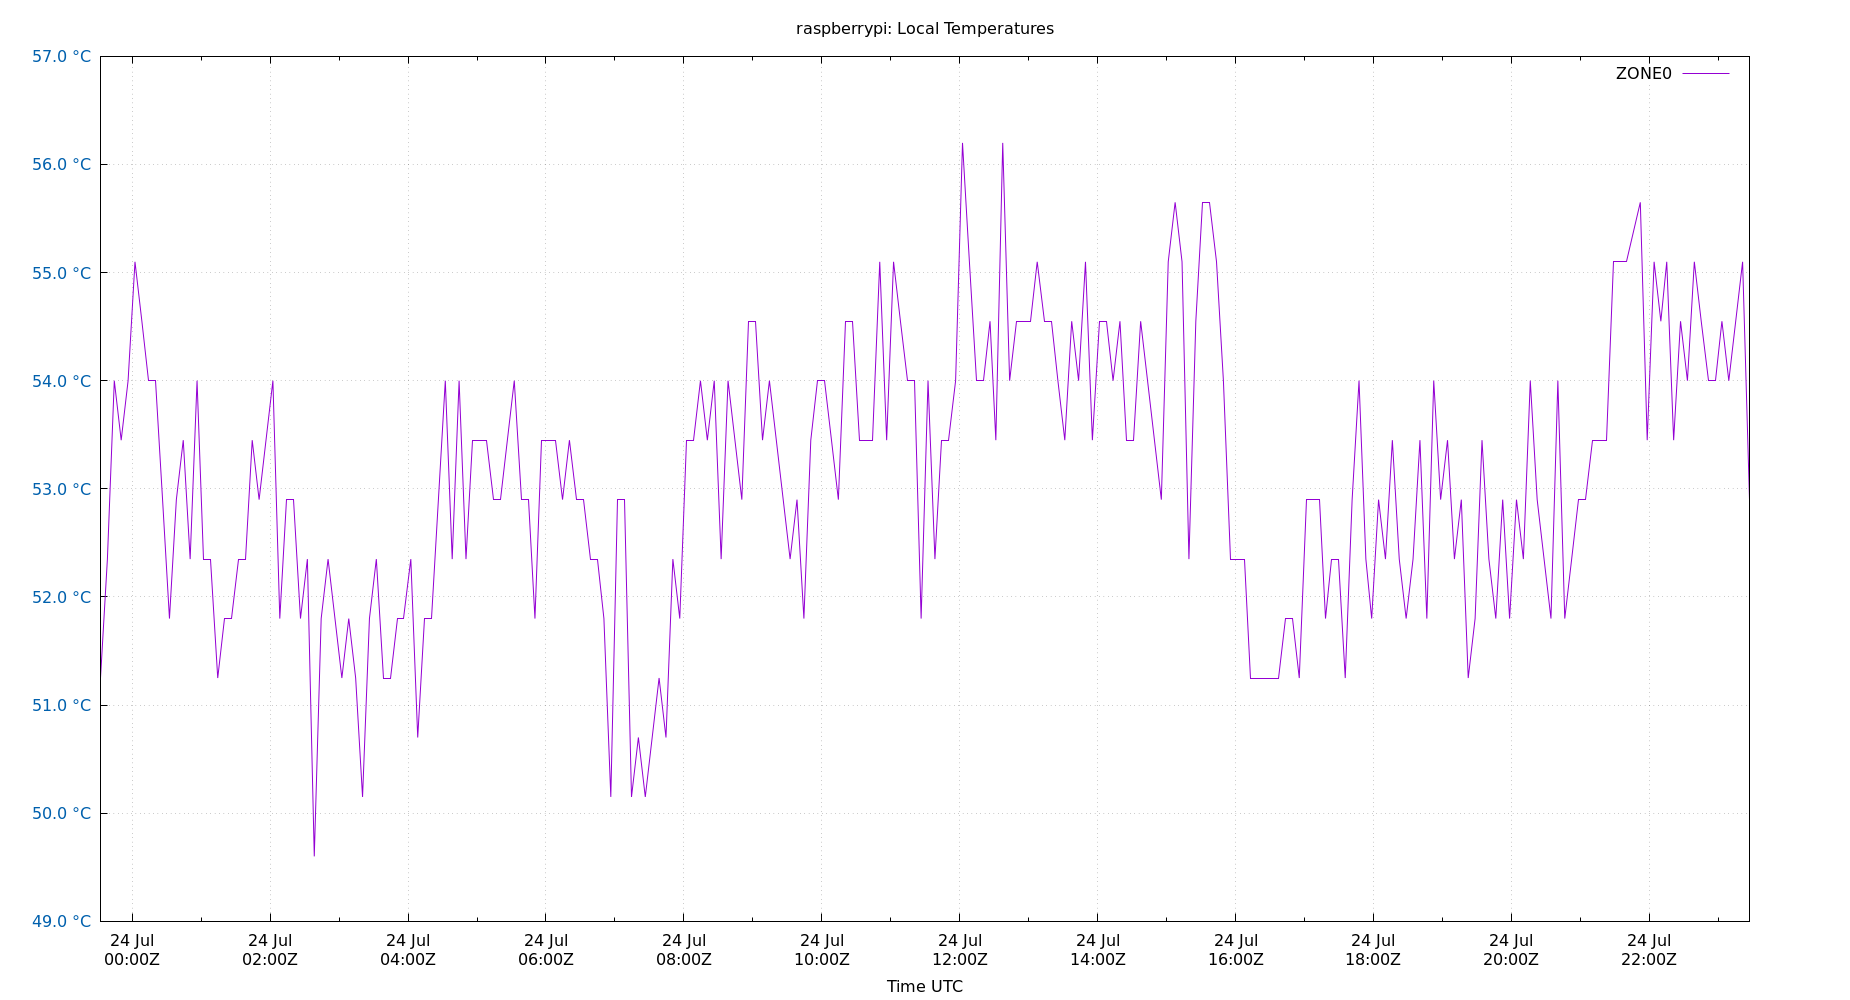 raspberrypi: Local Temperatures
57.0 °C
ZONE0
56.0 °C
55.0 °C
54.0 °C
53.0 °C
52.0 °C
51.0 °C
50.0 °C
49.0 °C
24 Jul 24 Jul 24 Jul 24 Jul 24 Jul 24 Jul 24 Jul 24 Jul 24 Jul 24 Jul 24 Jul 24 Jul
00:00Z 02:00Z 04:00Z 06:00Z 08:00Z 10:00Z 12:00Z 14:00Z 16:00Z 18:00Z 20:00Z 22:00Z
Time UTC